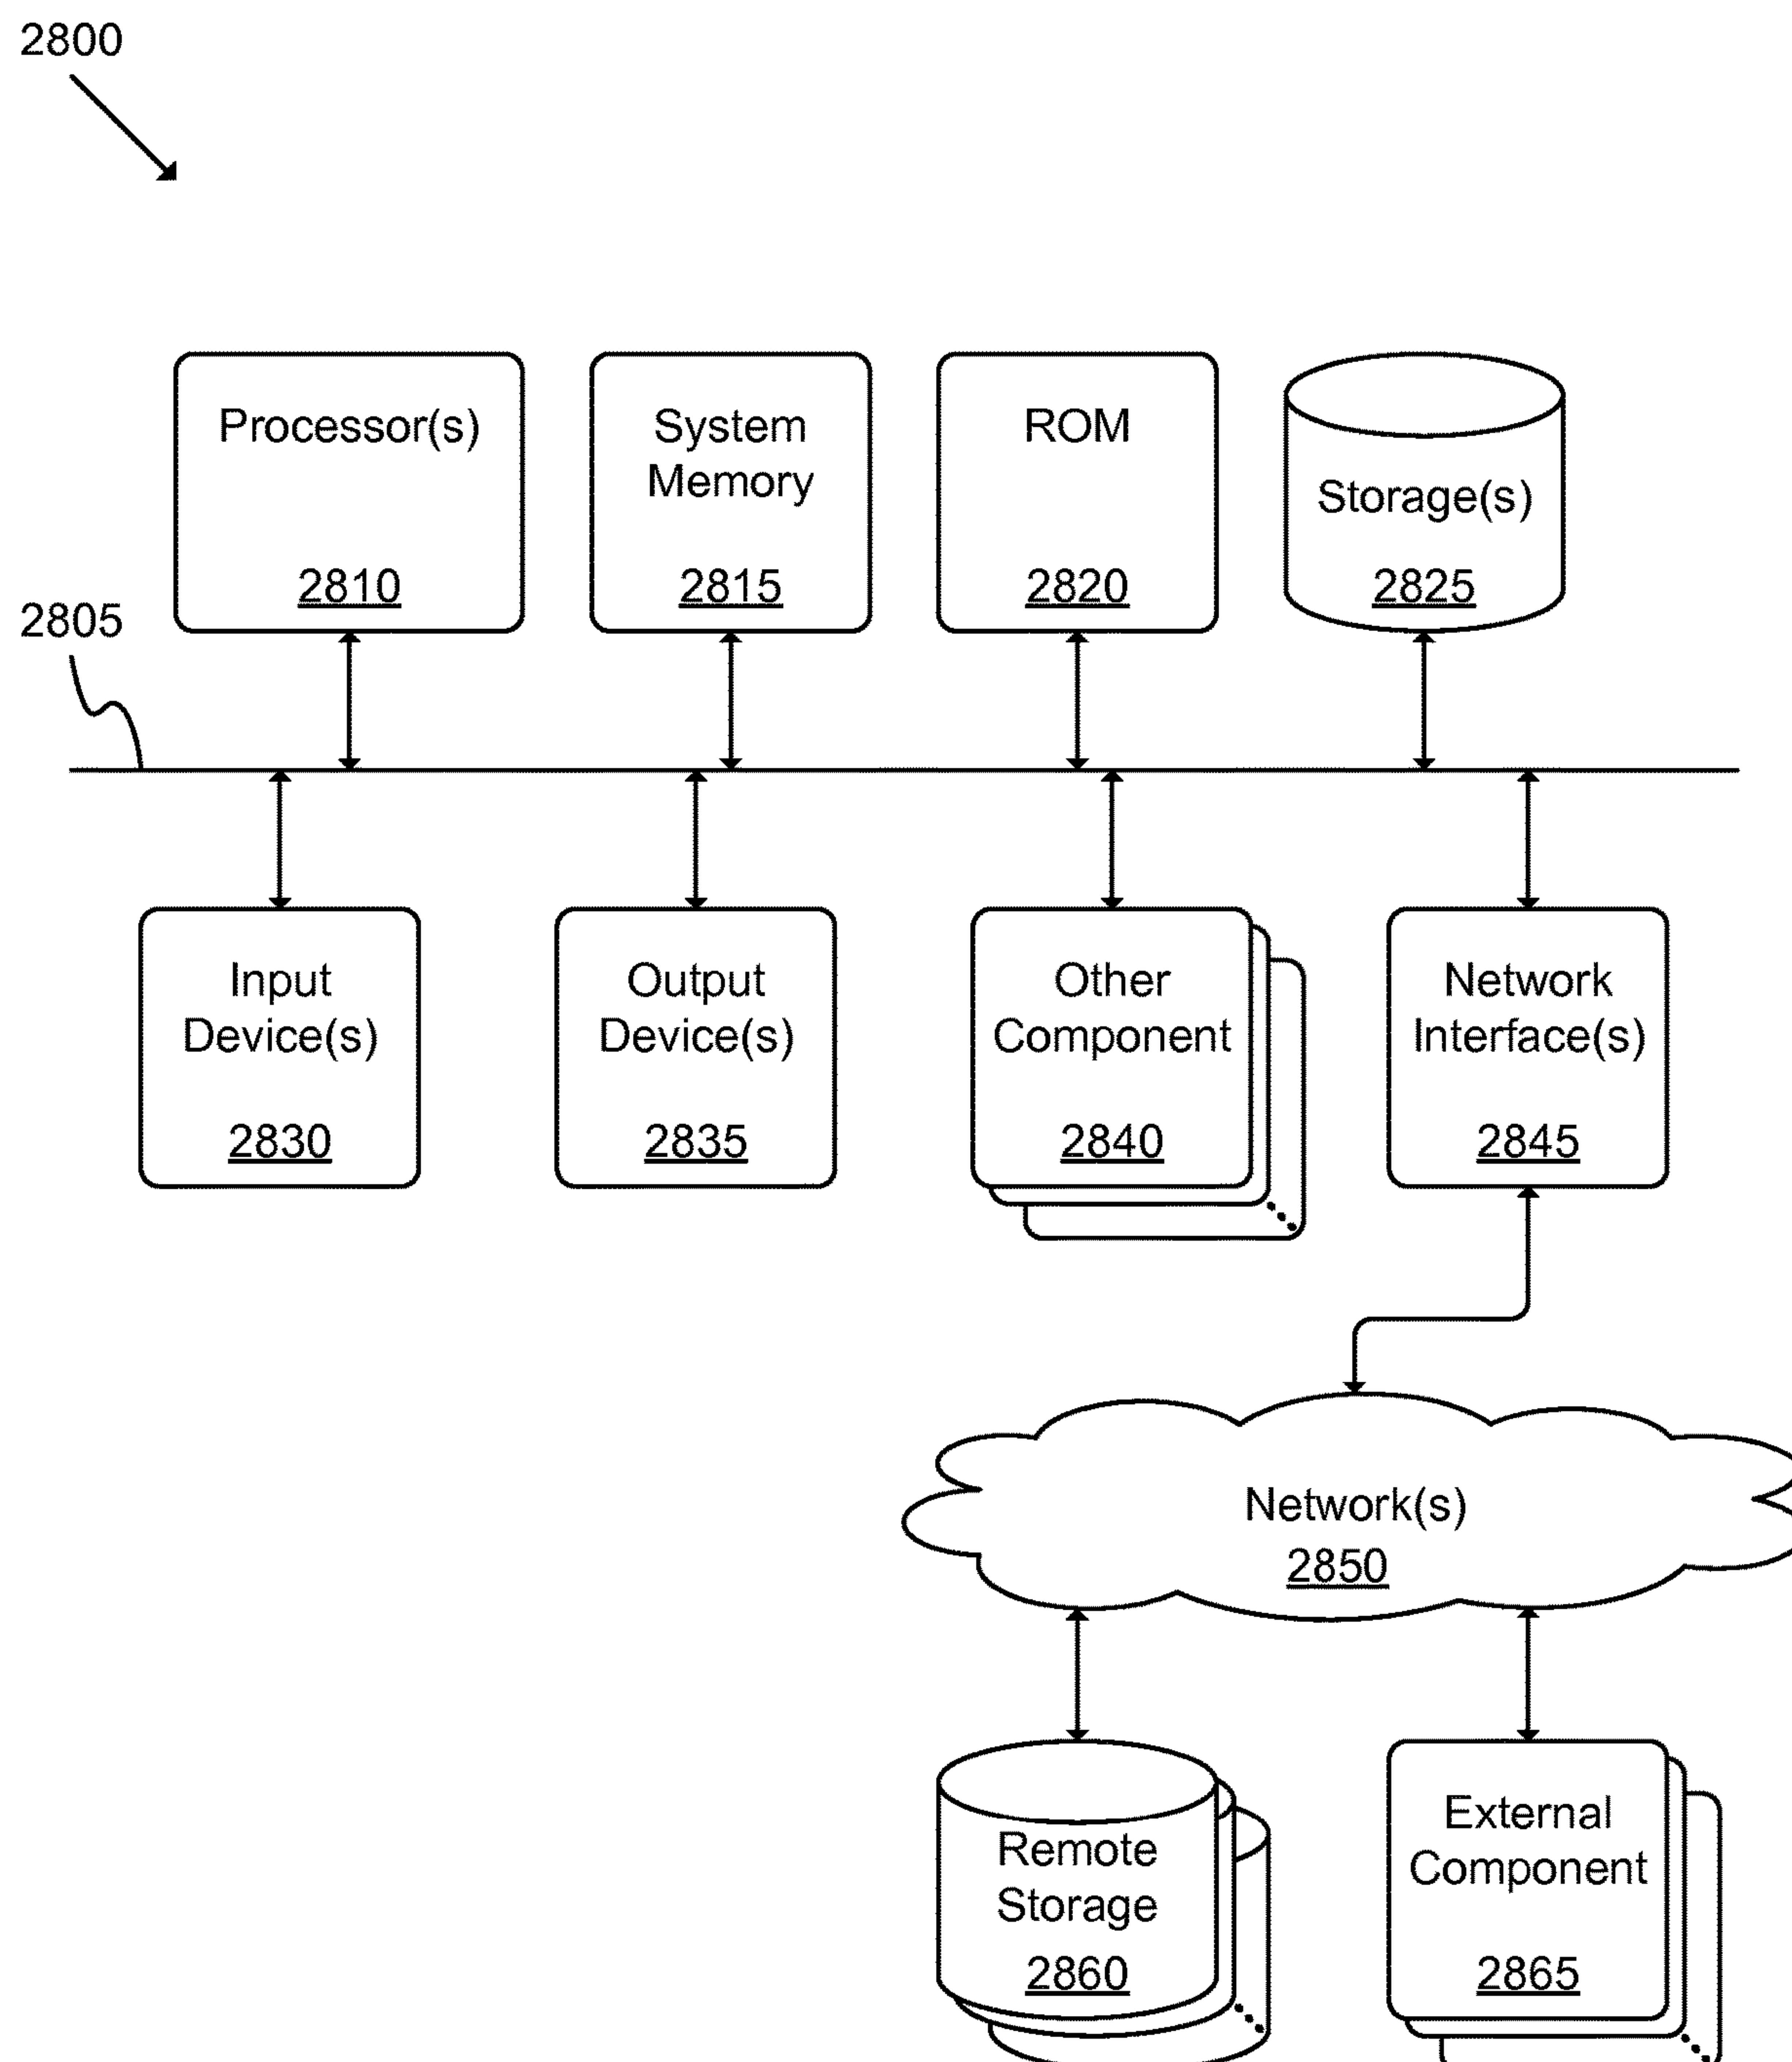 2800
Processor(s)
2810
System
Memory
2815
ROM
2820
Storage(s)
2825
2805
Input
Device(s)
2830
Output
Device(s)
2835
Other
Component
2840
Network
Interface(s)
2845
Network(s)
2850
Remote
Storage
2860
External
Component
2865